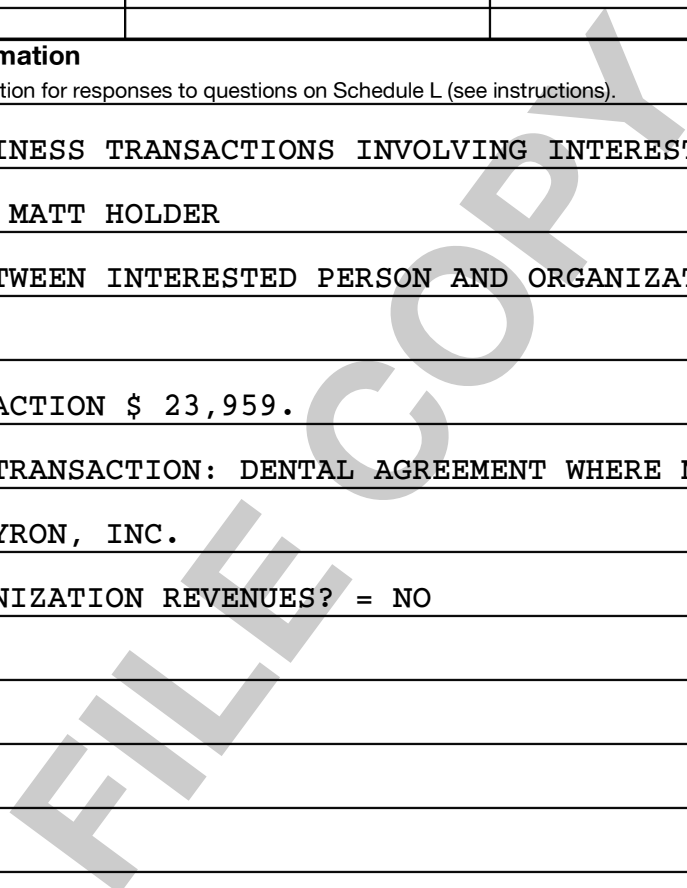 mation
tion for responses to questions on Schedule L (see instructions).
INESS TRANSACTIONS INVOLVING INTEREST
MATT HOLDER
TWEEN INTERESTED PERSON AND ORGANIZAT
ACTION $ 23,959.
TRANSACTION: DENTAL AGREEMENT WHERE M
YRON, INC.
NIZATION REVENUES? = NO
FILE COPY